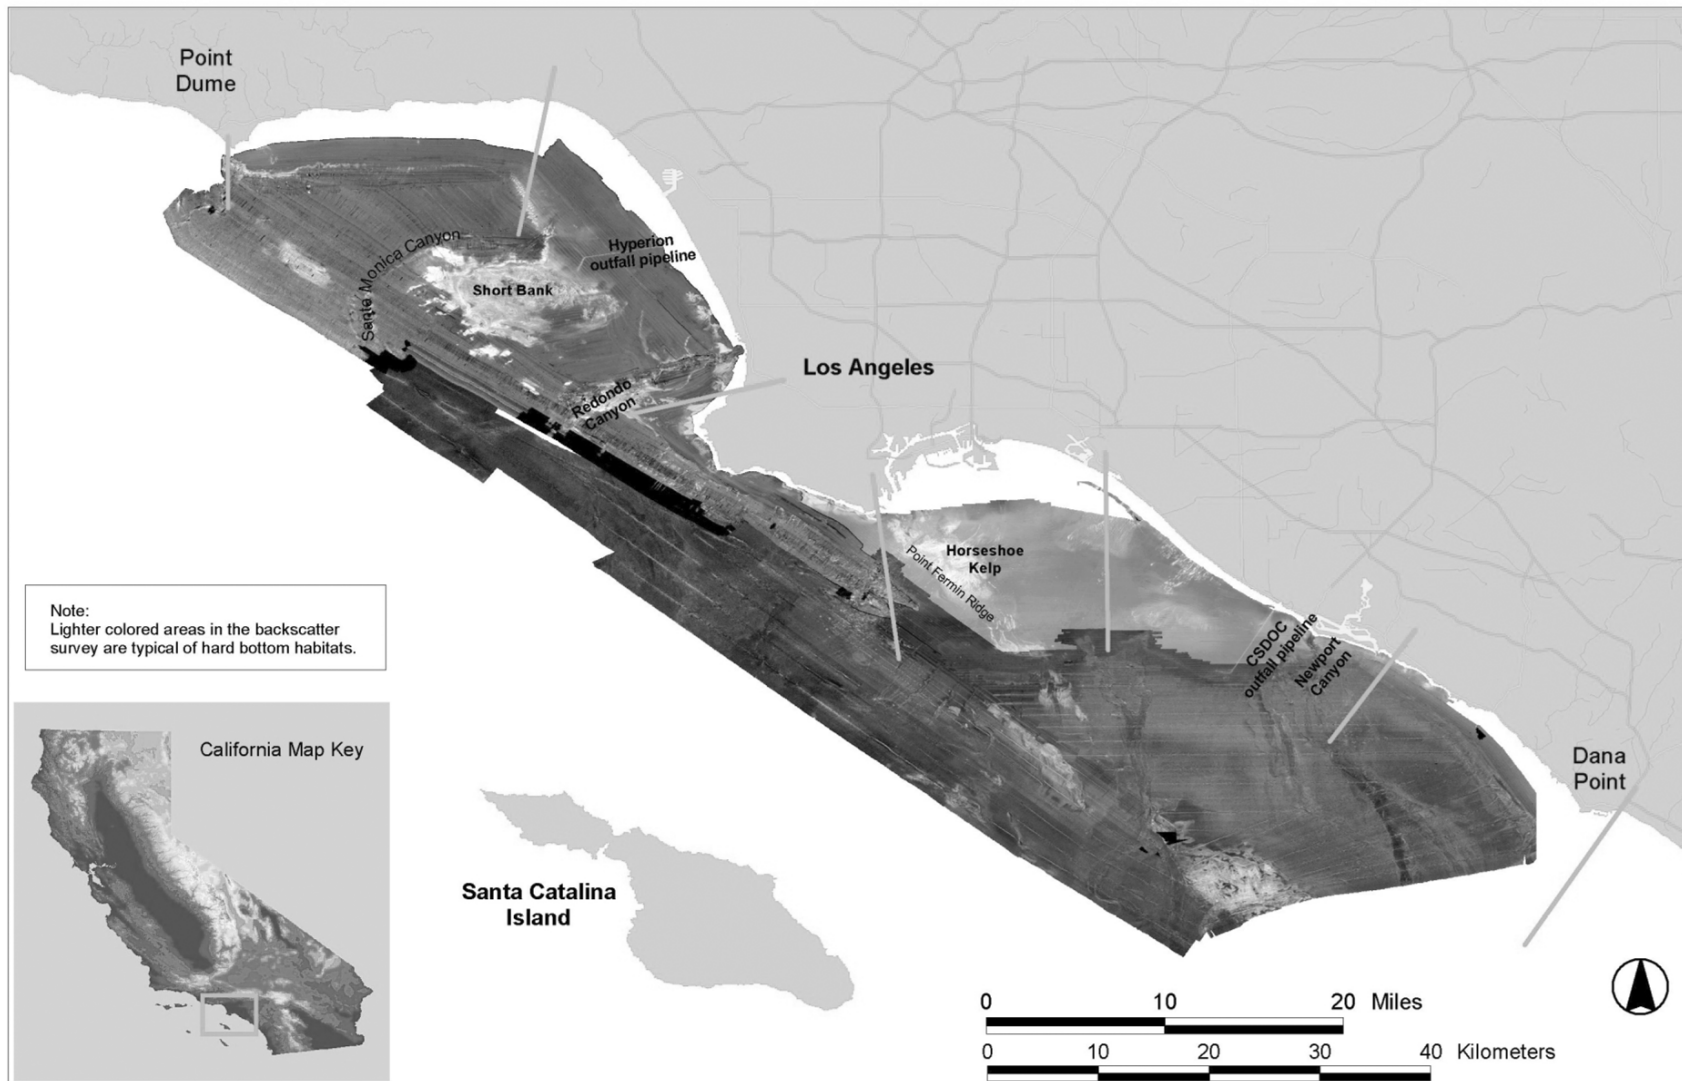 Point
Dume
Sante Monica Canyon
Hyperion
outfall pipeline
Short Bank
Los Angeles
Redondo
Canyon
Horseshoe
Kelp
Point Fermin Ridge
CSDOC
outfall pipeline
Newport
Canyon
Dana
Point
Note:
Lighter colored areas in the backscatter
survey are typical of hard bottom habitats.
California Map Key
Santa Catalina
Island
0 10 20 Miles
0 10 20 30 40 Kilometers